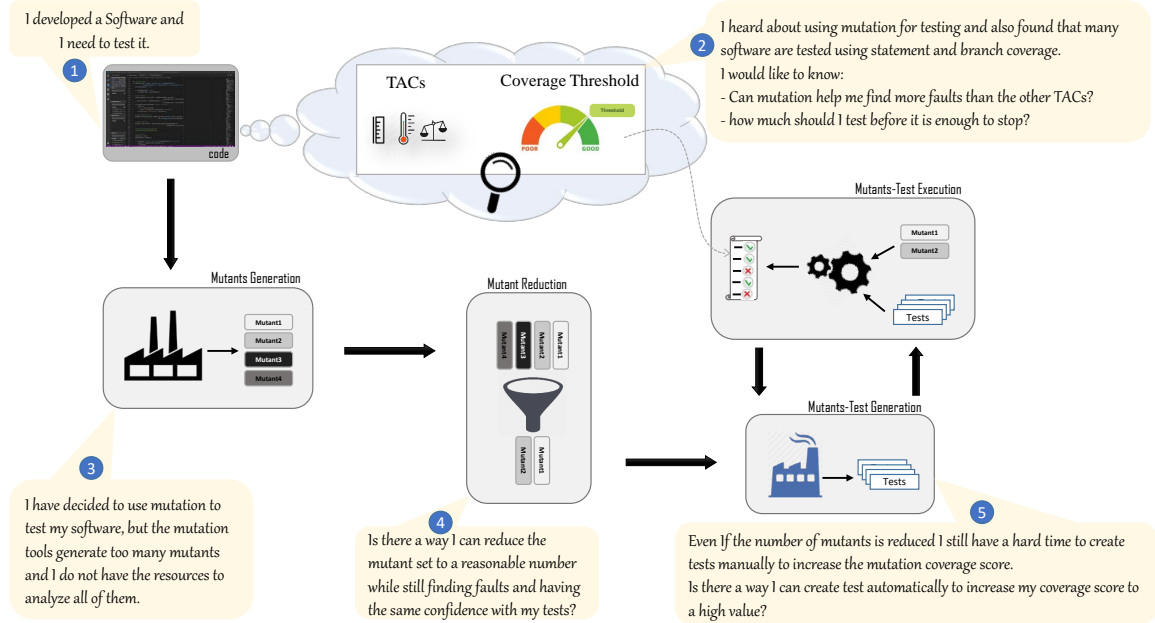 I developed a Software and
I need to test it.
1
code
TACs
Coverage Threshold
Threshold
POOR
GOOD
2
I heard about using mutation for testing and also found that many
software are tested using statement and branch coverage.
I would like to know:
- Can mutation help me find more faults than the other TACs?
- how much should I test before it is enough to stop?
Mutants Generation
Mutant1
Mutant2
Mutant3
Mutant4
3
I have decided to use mutation to
test my software, but the mutation
tools generate too many mutants
and I do not have the resources to
analyze all of them.
Mutant Reduction
Mutant4
Mutant3
Mutant2
Mutant1
Mutant2
Mutant1
4
Is there a way I can reduce the
mutant set to a reasonable number
while still finding faults and having
the same confidence with my tests?
Mutants-Test Execution
Mutant1
Mutant2
Tests
Mutants-Test Generation
Tests
5
Even If the number of mutants is reduced I still have a hard time to create
tests manually to increase the mutation coverage score.
Is there a way I can create test automatically to increase my coverage score to
a high value?